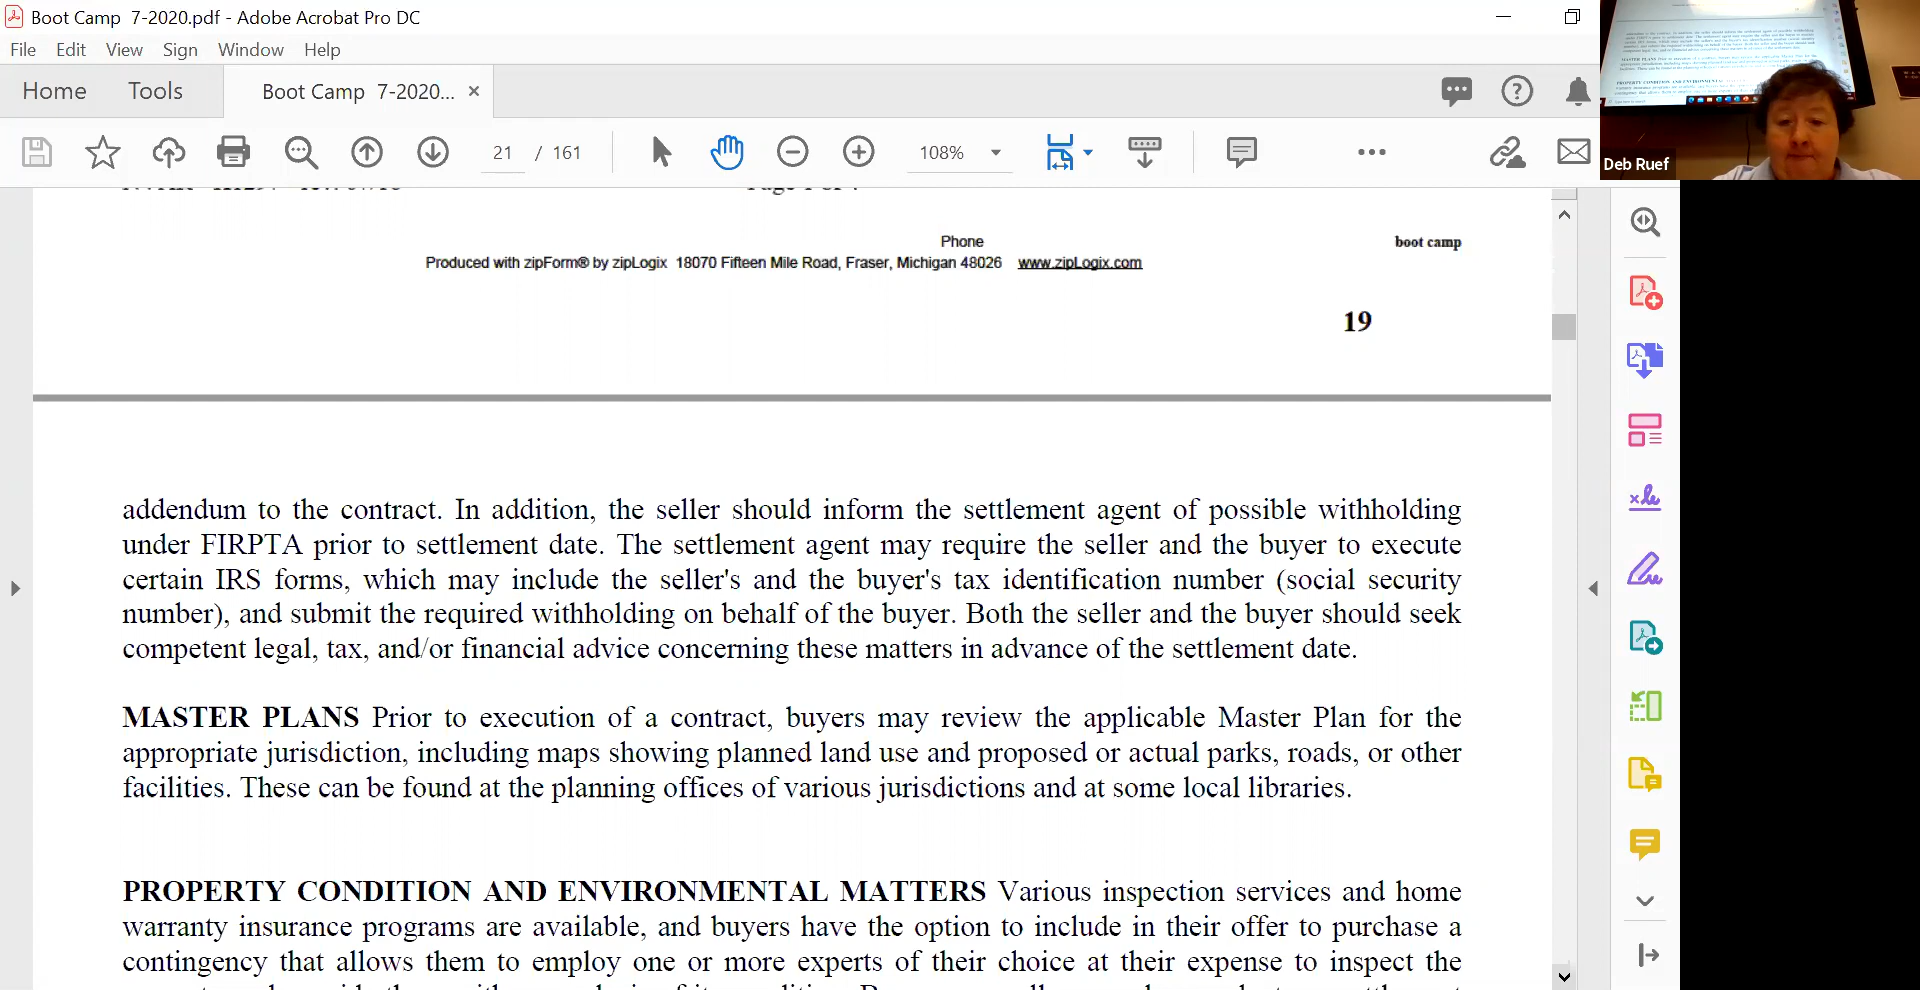 Boot Camp 7-2020.pdf - Adobe Acrobat Pro DC
File Edit View Sign Window Help
Home Tools Boot Camp 7-2020... ×
21 / 161 108%
Deb Ruef
Phone
boot camp
Produced with zipForm® by zipLogix 18070 Fifteen Mile Road, Fraser, Michigan 48026 www.zipLogix.com
19
addendum to the contract. In addition, the seller should inform the settlement agent of possible withholding
under FIRPTA prior to settlement date. The settlement agent may require the seller and the buyer to execute
certain IRS forms, which may include the seller's and the buyer's tax identification number (social security
number), and submit the required withholding on behalf of the buyer. Both the seller and the buyer should seek
competent legal, tax, and/or financial advice concerning these matters in advance of the settlement date.
MASTER PLANS Prior to execution of a contract, buyers may review the applicable Master Plan for the
appropriate jurisdiction, including maps showing planned land use and proposed or actual parks, roads, or other
facilities. These can be found at the planning offices of various jurisdictions and at some local libraries.
PROPERTY CONDITION AND ENVIRONMENTAL MATTERS Various inspection services and home
warranty insurance programs are available, and buyers have the option to include in their offer to purchase a
contingency that allows them to employ one or more experts of their choice at their expense to inspect the